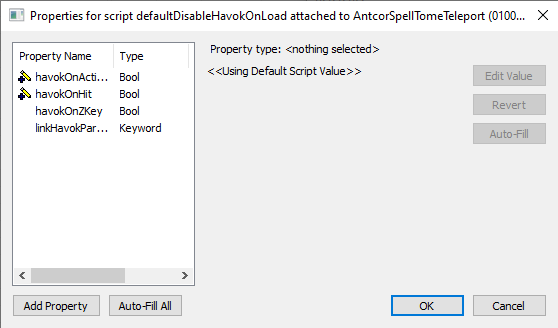 Properties for script defaultDisableHavokOnLoad attached to AntcorSpellTomeTeleport (0100...
Property Name Type
havokOnActi... Bool
havokOnHit Bool
havokOnZKey Bool
linkHavokPar... Keyword
Property type: <nothing selected>
<<Using Default Script Value>>
Edit Value
Revert
Auto-Fill
Add Property
Auto-Fill All
OK
Cancel